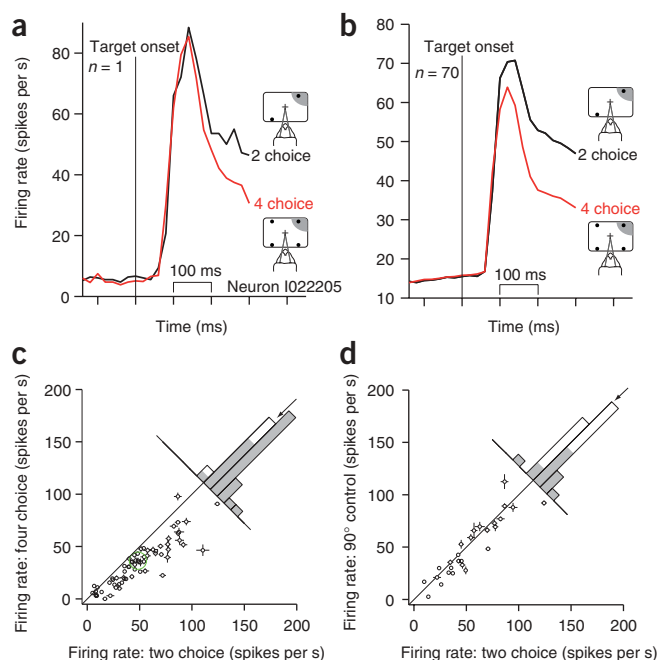 a
Firing rate (spikes per s)
80
60
40
20
0
Target onset
n = 1
2 choice
4 choice
100 ms
Neuron I022205
Time (ms)
b
80
70
60
50
40
30
20
10
Target onset
n = 70
2 choice
4 choice
100 ms
Time (ms)
c
Firing rate: four choice (spikes per s)
200
150
100
50
0
0 50 100 150 200
Firing rate: two choice (spikes per s)
d
Firing rate: 90° control (spikes per s)
200
150
100
50
0
0 50 100 150 200
Firing rate: two choice (spikes per s)